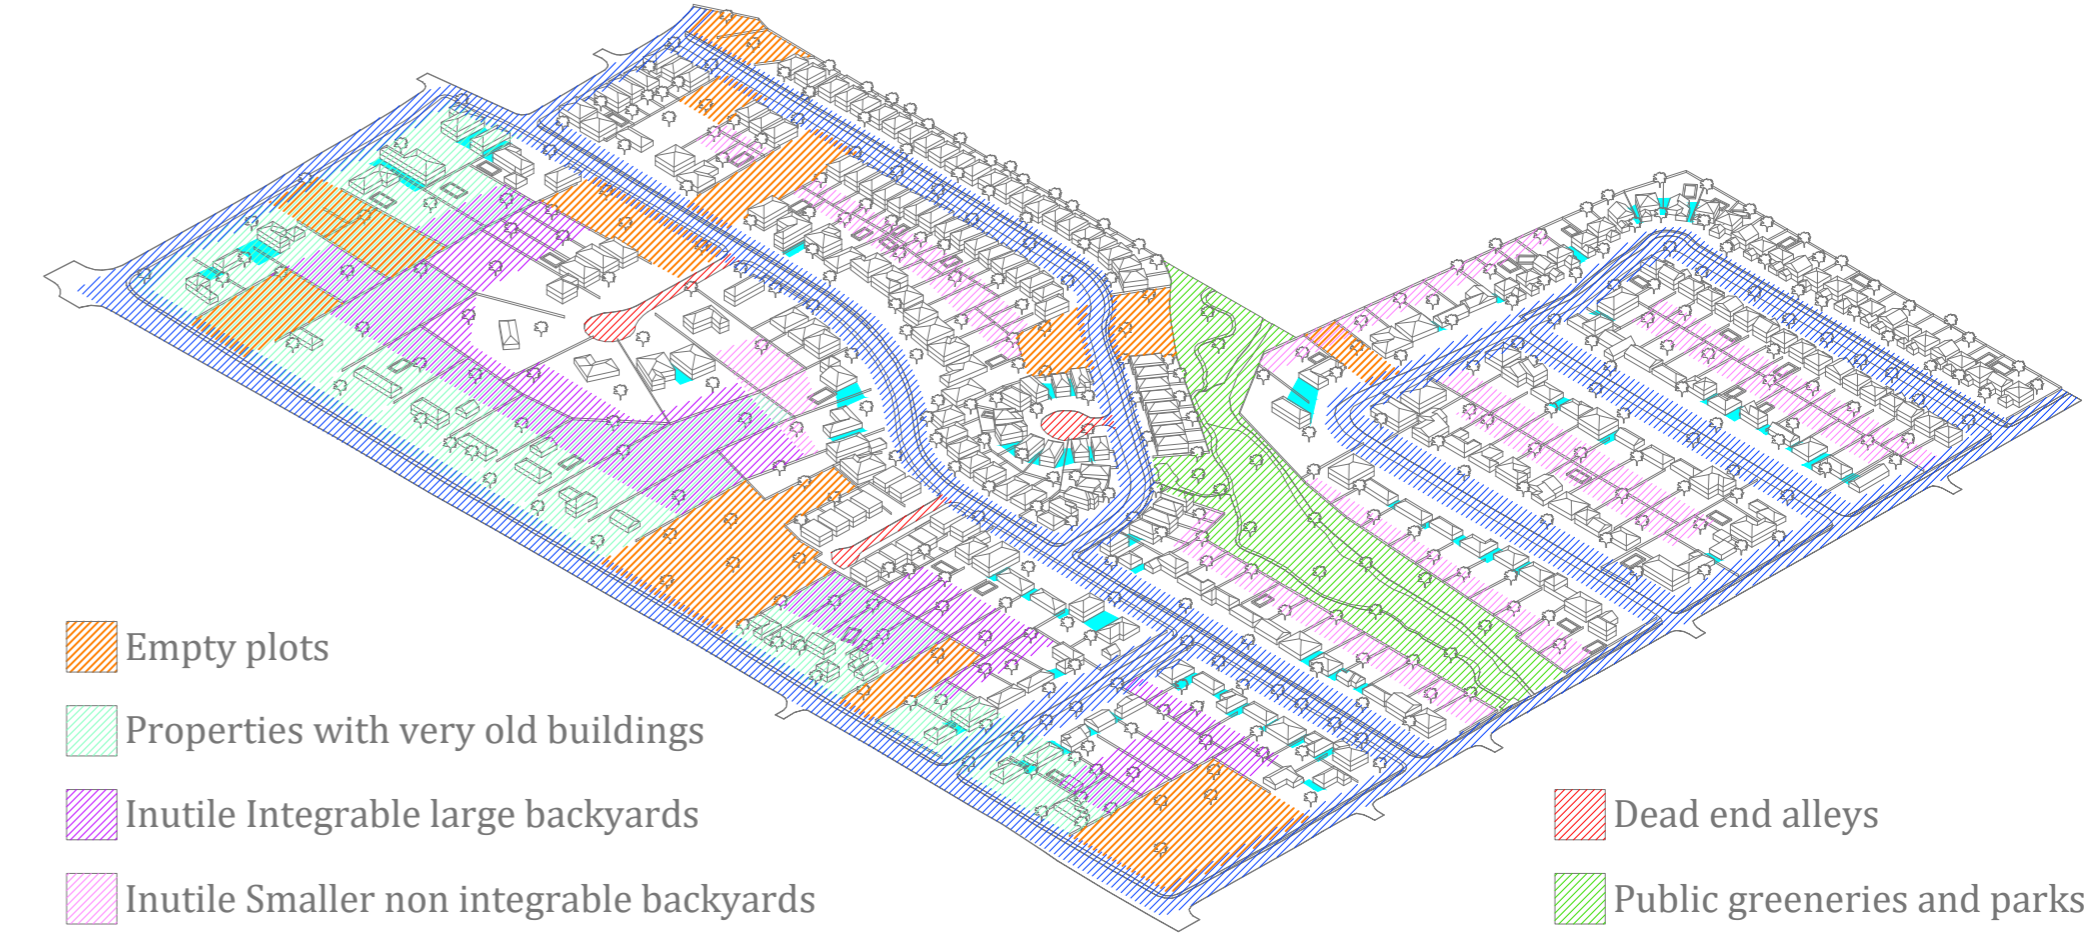 Empty plots
Properties with very old buildings
Inutile Integrable large backyards
Inutile Smaller non integrable backyards
Dead end alleys
Public greeneries and parks